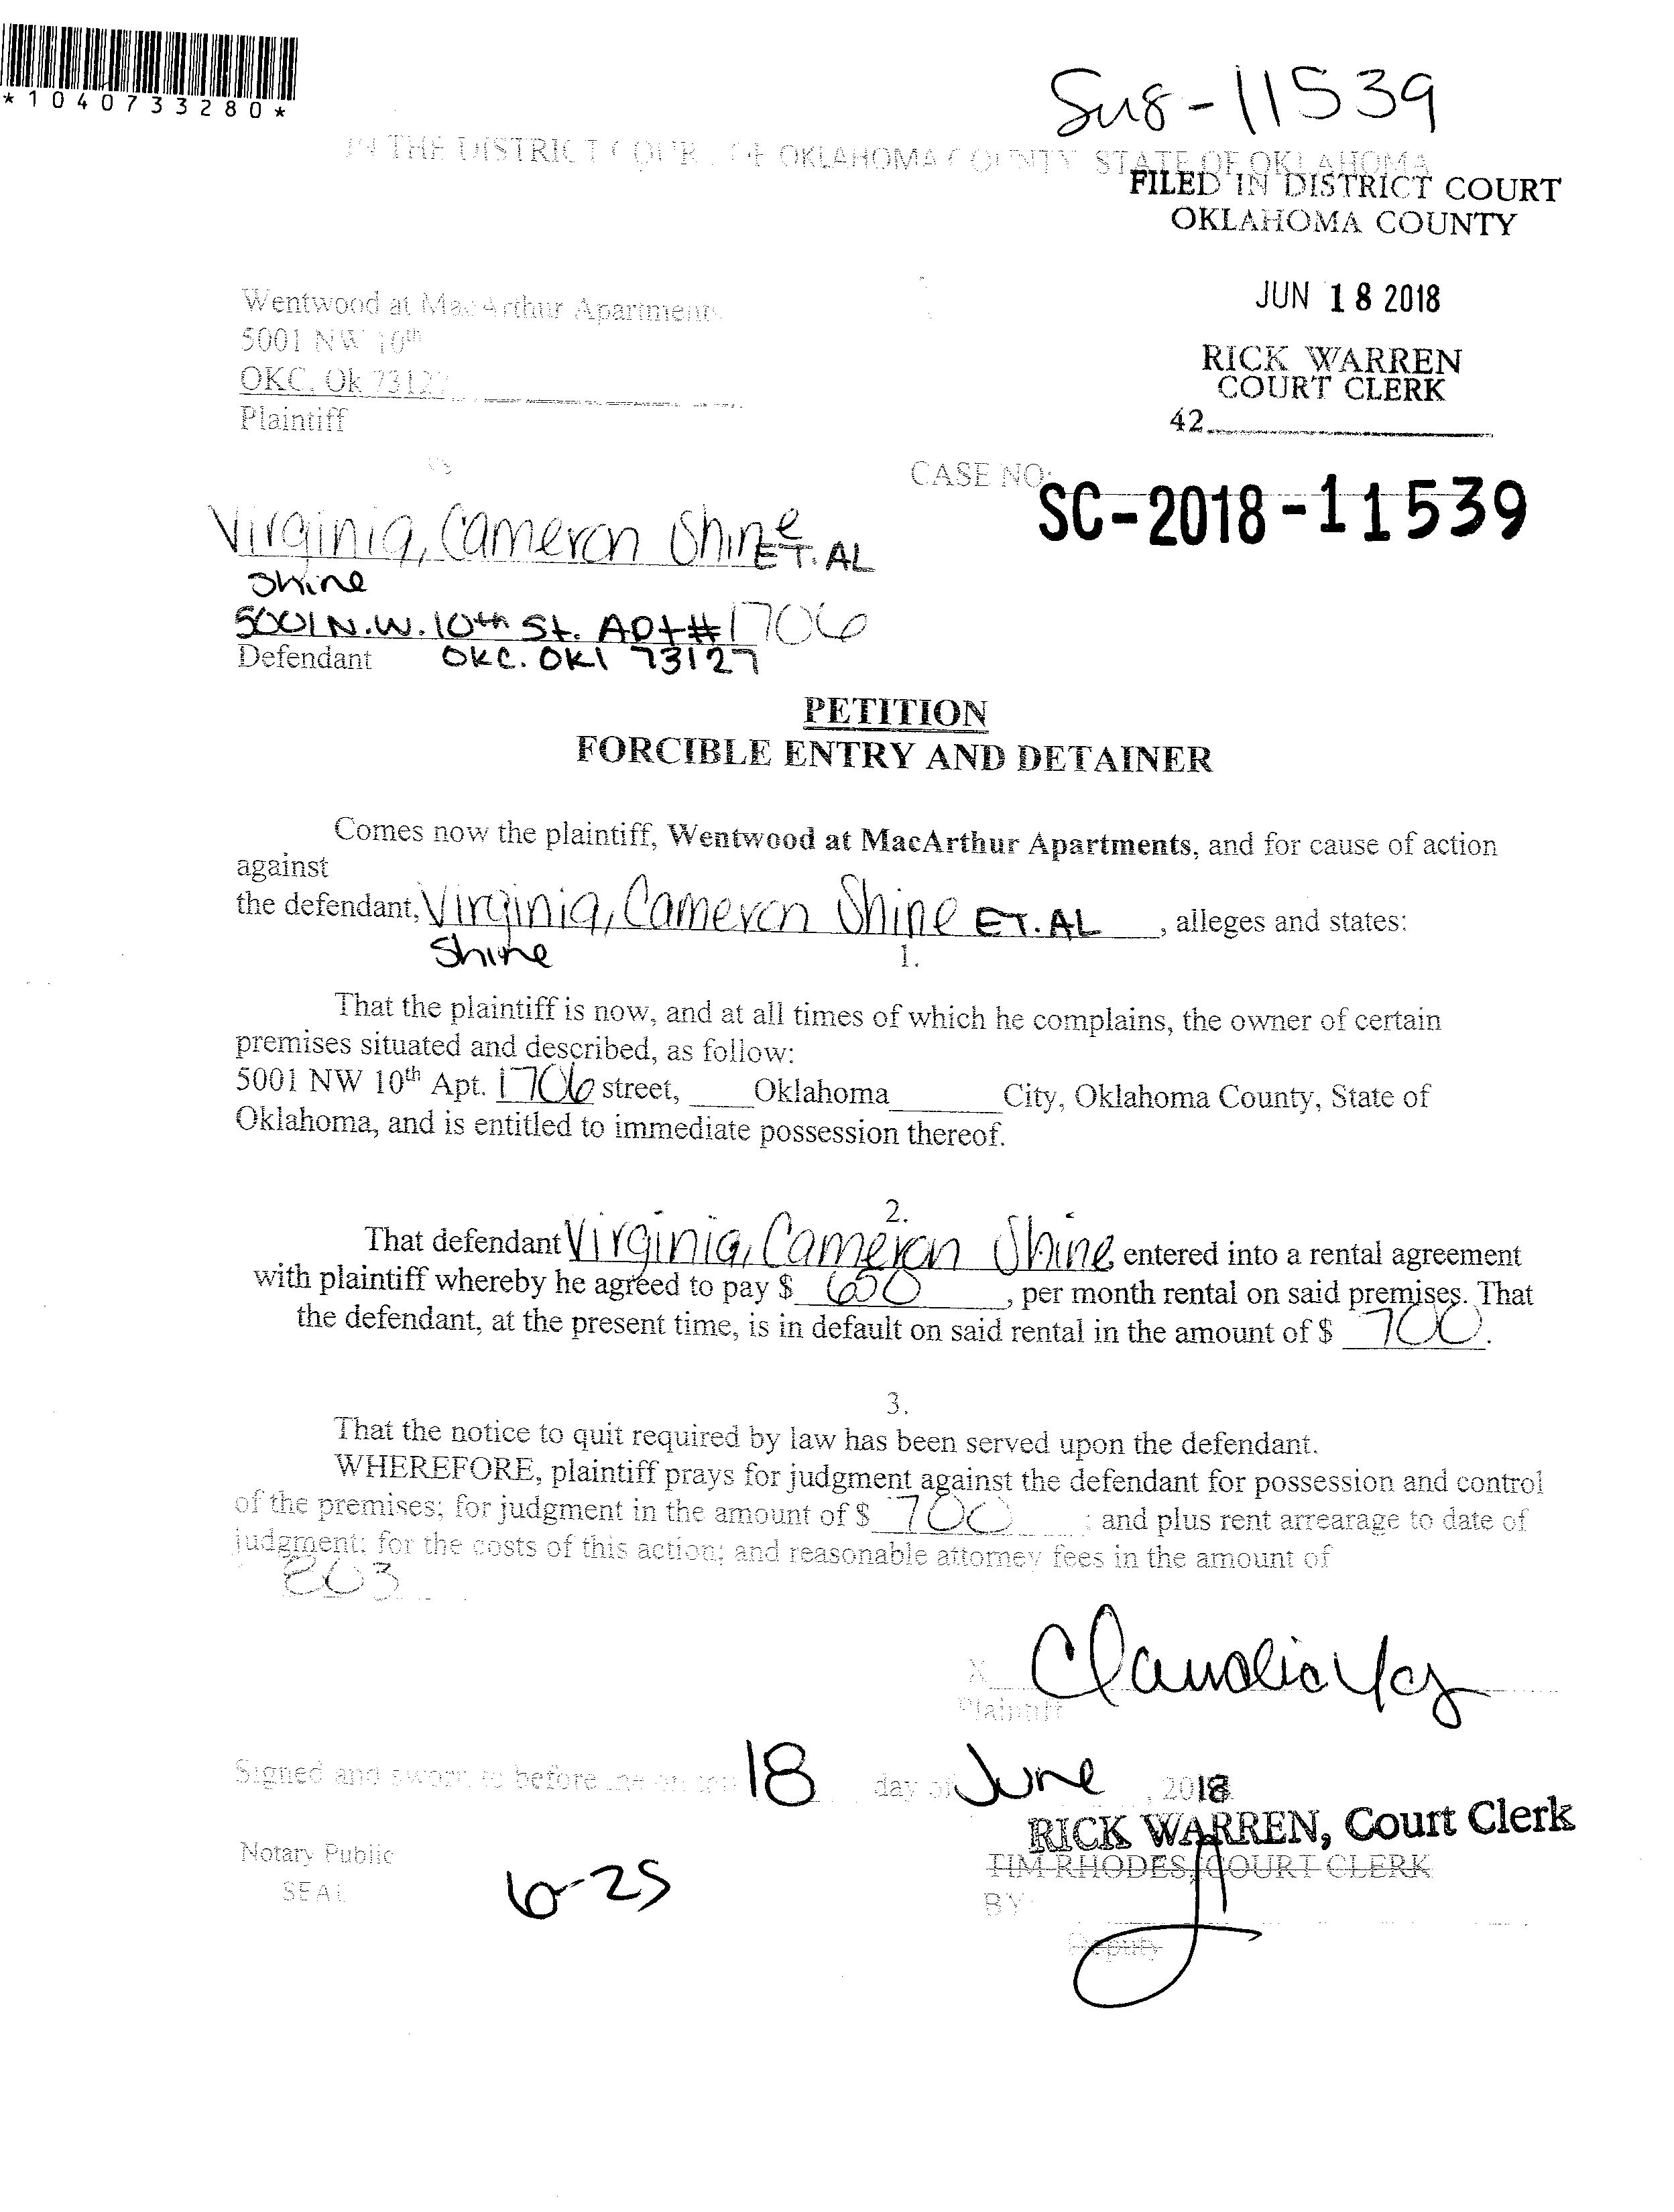 *1040733280*
Sc18-11539
IN THE DISTRICT COURT OF OKLAHOMA COUNTY STATE OF OKLAHOMA
FILED IN DISTRICT COURT
OKLAHOMA COUNTY
JUN 18 2018
RICK WARREN
COURT CLERK
42
Wentwood at MacArthur Apartments
5001 NW 10th
OKC, Ok 73127
Plaintiff
vs
CASE NO:
SC-2018-11539
Virginia, Cameron Shine ET. AL
Shine
5001 N.W. 10th St. Apt# 1706
Defendant OKC. OKl 73127
PETITION
FORCIBLE ENTRY AND DETAINER
Comes now the plaintiff, Wentwood at MacArthur Apartments, and for cause of action
against
the defendant, Virginia, Cameron Shine ET. AL , alleges and states:
Shine
1.
That the plaintiff is now, and at all times of which he complains, the owner of certain
premises situated and described, as follow:
5001 NW 10th Apt. 1706 street, Oklahoma City, Oklahoma County, State of
Oklahoma, and is entitled to immediate possession thereof.
2.
That defendant Virginia, Cameron Shine entered into a rental agreement
with plaintiff whereby he agreed to pay $ , per month rental on said premises. That
the defendant, at the present time, is in default on said rental in the amount of $ 700.
3.
That the notice to quit required by law has been served upon the defendant.
WHEREFORE, plaintiff prays for judgment against the defendant for possession and control
of the premises; for judgment in the amount of $ 700 ; and plus rent arrearage to date of
judgment; for the costs of this action; and reasonable attorney fees in the amount of
203
X Claudia
Plaintiff
Signed and sworn to before me on this 18 day of June, 2018
RICK WARREN, Court Clerk
TIM RHODES, COURT CLERK
Notary Public
SEAL
6-25
BY
Deputy